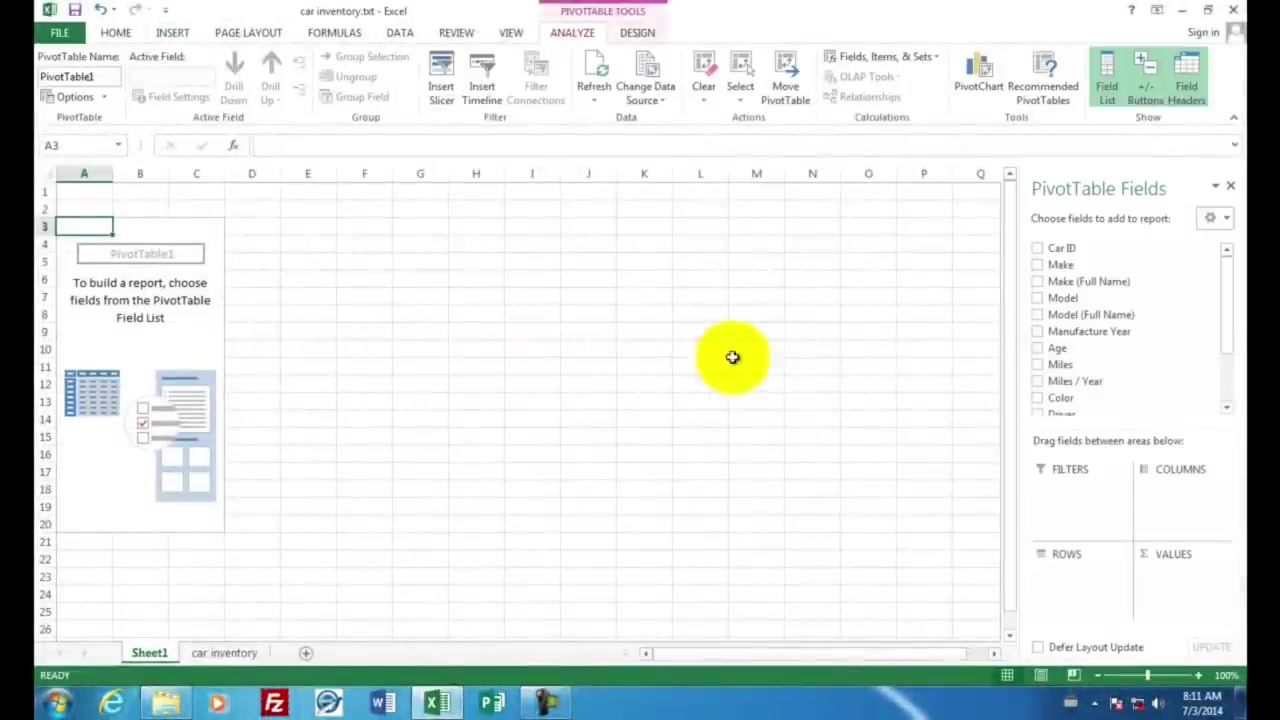 car inventory.txt - Excel
PIVOTTABLE TOOLS
?
FILE HOME INSERT PAGE LAYOUT FORMULAS DATA REVIEW VIEW ANALYZE DESIGN Sign in
PivotTable Name:
PivotTable1
Options
PivotTable
Active Field:
Field Settings
Drill Down
Drill Up
Active Field
Group Selection
Ungroup
Group Field
Group
Insert Slicer
Insert Timeline
Filter Connections
Filter
Refresh
Change Data Source
Data
Clear
Select
Move PivotTable
Actions
Fields, Items, & Sets
OLAP Tools
Relationships
Calculations
PivotChart
Recommended PivotTables
Tools
Field List
+/- Buttons
Field Headers
Show
A3
fx
A B C D E F G H I J K L M N O P Q
1
2
3
4
5
6
7
8
9
10
11
12
13
14
15
16
17
18
19
20
21
22
23
24
25
26
PivotTable1
To build a report, choose
fields from the PivotTable
Field List
PivotTable Fields
Choose fields to add to report:
Car ID
Make
Make (Full Name)
Model
Model (Full Name)
Manufacture Year
Age
Miles
Miles / Year
Color
Driver
Drag fields between areas below:
FILTERS
COLUMNS
ROWS
Σ VALUES
Defer Layout Update
UPDATE
Sheet1
car inventory
READY
100%
8:11 AM
7/3/2014